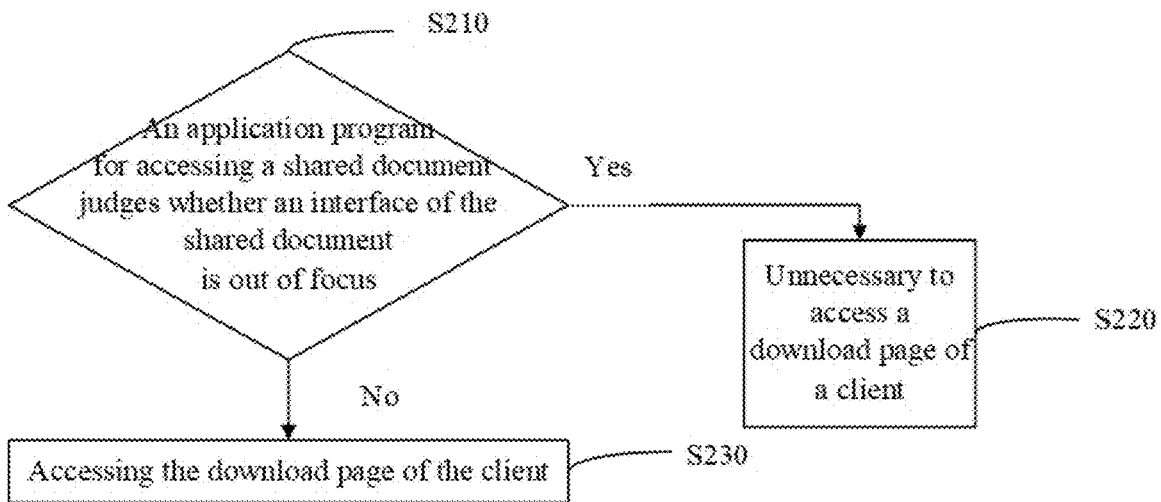 S210
An application program
for accessing a shared document
judges whether an interface of the
shared document
is out of focus
Yes
Unnecessary to
access a
download page of
a client
S220
No
Accessing the download page of the client
S230